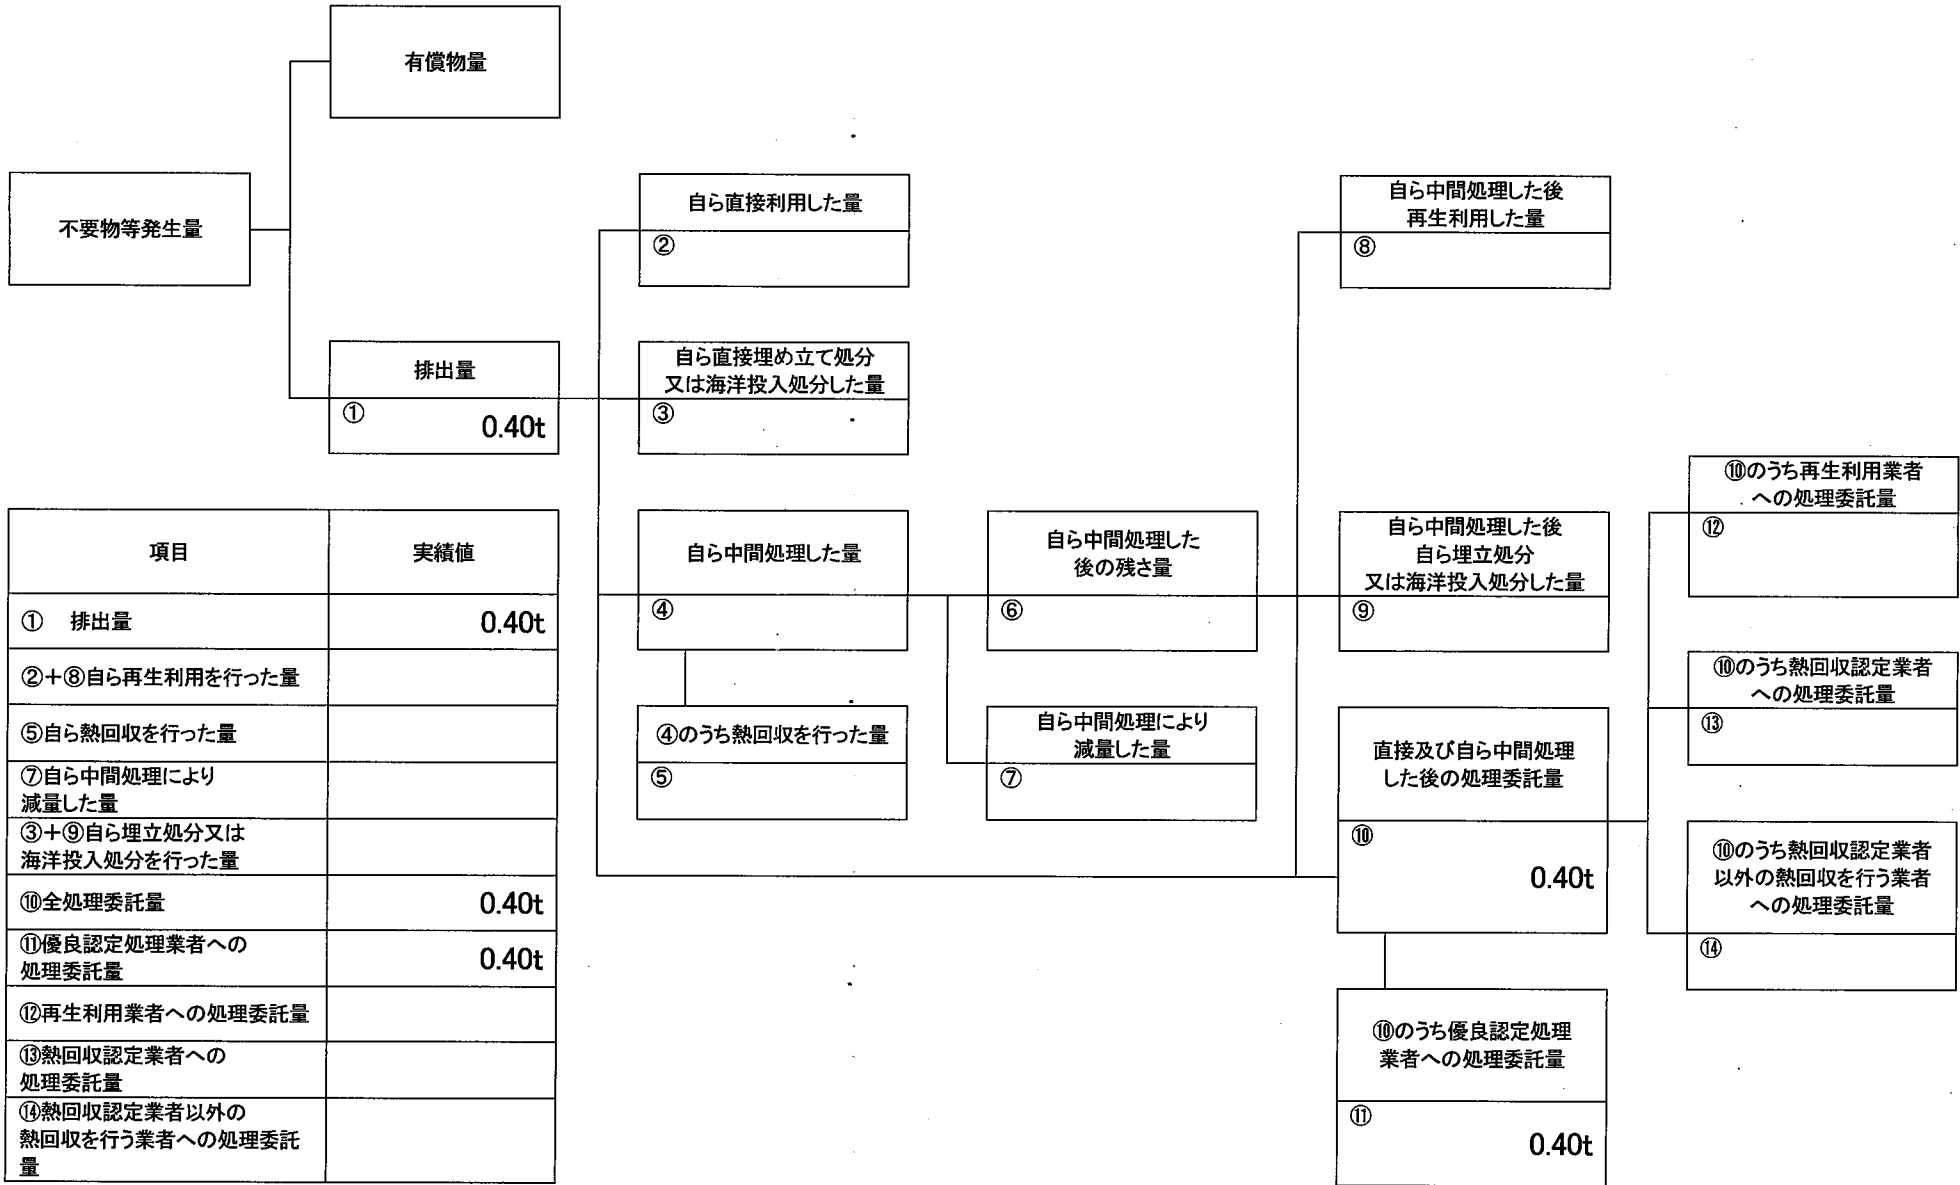 有償物量
不要物等発生量
自ら直接利用した量
②
自ら中間処理した後
再生利用した量
⑧
排出量
①
0.40t
自ら直接埋め立て処分
又は海洋投入処分した量
③
項目
実績値
① 排出量
0.40t
②+⑧自ら再生利用を行った量
⑤自ら熱回収を行った量
⑦自ら中間処理により
減量した量
③+⑨自ら埋立処分又は
海洋投入処分を行った量
⑩全処理委託量
0.40t
⑪優良認定処理業者への
処理委託量
0.40t
⑫再生利用業者への処理委託量
⑬熱回収認定業者への
処理委託量
⑭熱回収認定業者以外の
熱回収を行う業者への処理委託
量
自ら中間処理した量
④
④のうち熱回収を行った量
⑤
自ら中間処理した
後の残さ量
⑥
自ら中間処理により
減量した量
⑦
自ら中間処理した後
自ら埋立処分
又は海洋投入処分した量
⑨
直接及び自ら中間処理
した後の処理委託量
⑩
0.40t
⑩のうち優良認定処理
業者への処理委託量
⑪
0.40t
⑩のうち再生利用業者
への処理委託量
⑫
⑩のうち熱回収認定業者
への処理委託量
⑬
⑩のうち熱回収認定業者
以外の熱回収を行う業者
への処理委託量
⑭